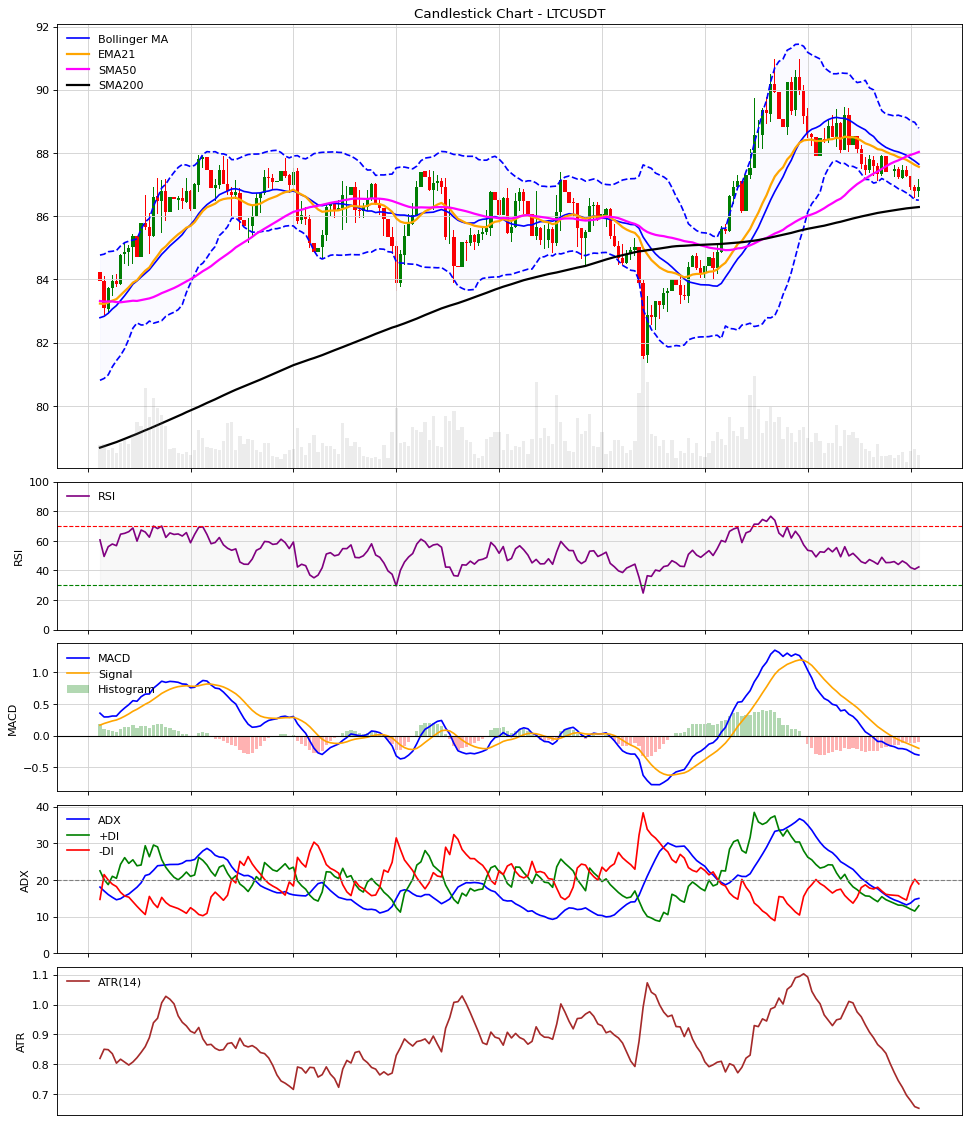 Candlestick Chart - LTCUSDT
92
90
88
86
84
82
80
Bollinger MA
EMA21
SMA50
SMA200
100
80
60
40
20
0
RSI
RSI
1.0
0.5
0.0
−0.5
MACD
MACD
Signal
Histogram
40
30
20
10
0
ADX
ADX
+DI
-DI
1.1
1.0
0.9
0.8
0.7
ATR
ATR(14)